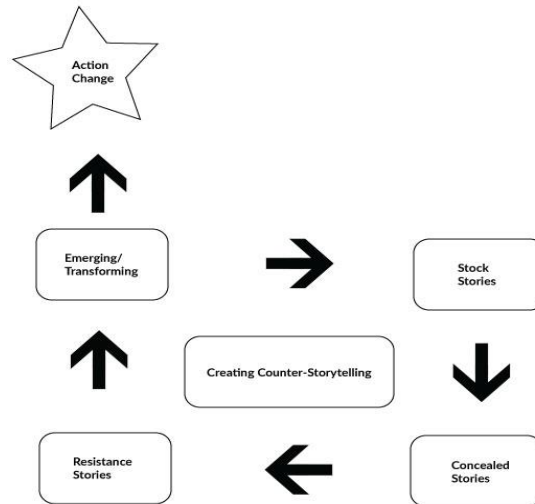 Action
Change
Emerging/
Transforming
Stock
Stories
Creating Counter-Storytelling
Resistance
Stories
Concealed
Stories